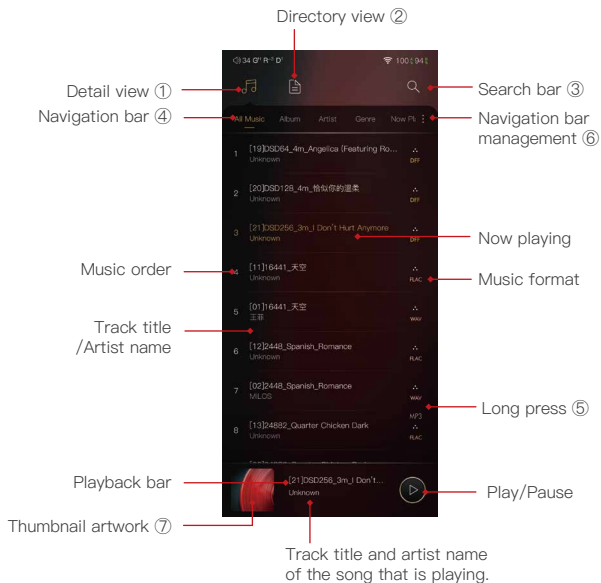 Directory view ②
Detail view ①
Navigation bar ④
Search bar ③
Navigation bar
management ⑥
Now playing
Music order
Music format
Track title
/Artist name
Long press ⑤
Playback bar
Play/Pause
Thumbnail artwork ⑦
Track title and artist name
of the song that is playing.
34 G
100
94
All Music Album Artist Genre Now Pl
1 [19]DSD64_4m_Angelica (Featuring Ro... DFF
Unknown
2 [20]DSD128_4m_恰似你的温柔 DFF
Unknown
3 [21]DSD256_3m_I Don't Hurt Anymore DFF
Unknown
4 [11]16441_天空 FLAC
Unknown
5 [01]16441_天空 WAV
王菲
6 [12]2448_Spanish_Romance FLAC
Unknown
7 [02]2448_Spanish_Romance WAV
MILOS
MP3
8 [13]24882_Quarter Chicken Dark FLAC
Unknown
[21]DSD256_3m_I Don't...
Unknown